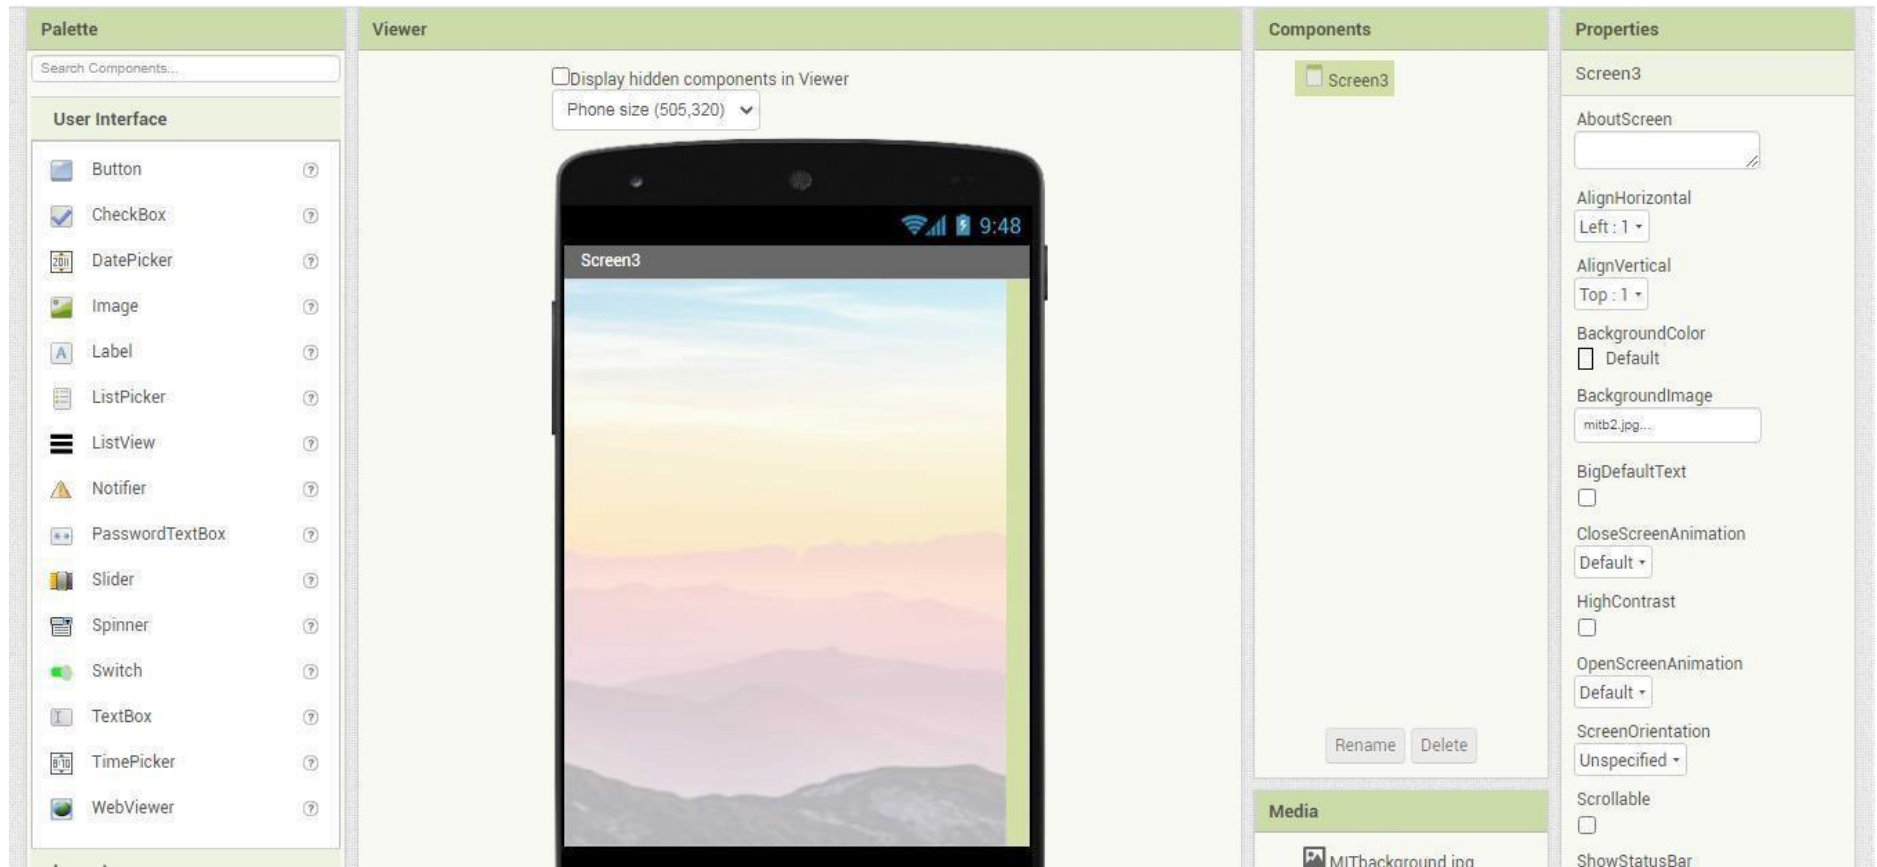 Palette
Search Components...
User Interface
Button
CheckBox
DatePicker
Image
Label
ListPicker
ListView
Notifier
PasswordTextBox
Slider
Spinner
Switch
TextBox
TimePicker
WebViewer
Viewer
Display hidden components in Viewer
Phone size (505,320)
9:48
Screen3
Components
Screen3
Rename Delete
Media
MITbackground.jpg
Properties
Screen3
AboutScreen
AlignHorizontal
Left : 1
AlignVertical
Top : 1
BackgroundColor
Default
BackgroundImage
mitb2.jpg...
BigDefaultText
CloseScreenAnimation
Default
HighContrast
OpenScreenAnimation
Default
ScreenOrientation
Unspecified
Scrollable
ShowStatusBar